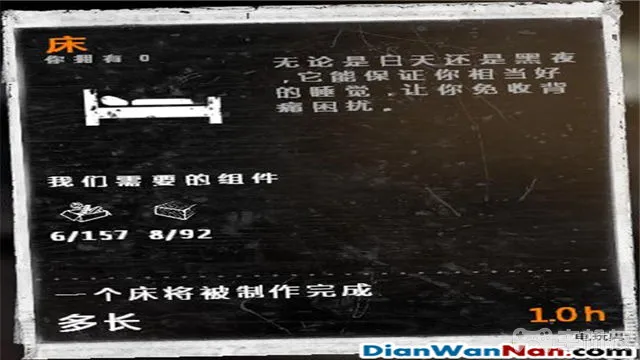 床
你拥有 0
无论是白天还是黑夜
,它能保证你相当好
的睡觉,让你免收背
痛困扰。
我们需要的组件
6/157 8/92
一个床将被制作完成
多长
1.0 h
DianWanNan.com